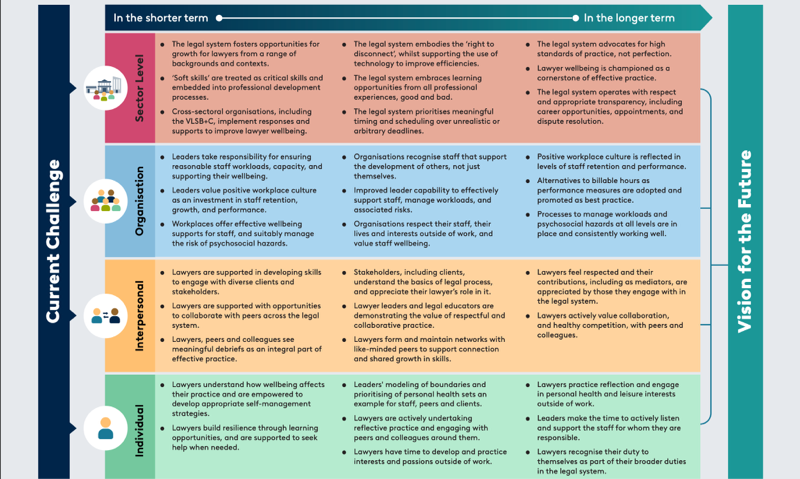 In the shorter term
In the longer term
Current Challenge
Sector Level
The legal system fosters opportunities for
growth for lawyers from a range of
backgrounds and contexts.
‘Soft skills’ are treated as critical skills and
embedded into professional development
processes.
Cross-sectoral organisations, including
the VLSB+C, implement responses and
supports to improve lawyer wellbeing.
The legal system embodies the ‘right to
disconnect’, whilst supporting the use of
technology to improve efficiencies.
The legal system embraces learning
opportunities from all professional
experiences, good and bad.
The legal system prioritises meaningful
timing and scheduling over unrealistic or
arbitrary deadlines.
The legal system advocates for high
standards of practice, not perfection.
Lawyer wellbeing is championed as a
cornerstone of effective practice.
The legal system operates with respect
and appropriate transparency, including
career opportunities, appointments, and
dispute resolution.
Organisation
Leaders take responsibility for ensuring
reasonable staff workloads, capacity, and
supporting their wellbeing.
Leaders value positive workplace culture
as an investment in staff retention,
growth, and performance.
Workplaces offer effective wellbeing
supports for staff, and suitably manage
the risk of psychosocial hazards.
Organisations recognise staff that support
the development of others, not just
themselves.
Improved leader capability to effectively
support staff, manage workloads, and
associated risks.
Organisations respect their staff, their
lives and interests outside of work, and
value staff wellbeing.
Positive workplace culture is reflected in
levels of staff retention and performance.
Alternatives to billable hours as
performance measures are adopted and
promoted as best practice.
Processes to manage workloads and
psychosocial hazards at all levels are in
place and consistently working well.
Interpersonal
Lawyers are supported in developing skills
to engage with diverse clients and
stakeholders.
Lawyers are supported with opportunities
to collaborate with peers across the legal
system.
Lawyers, peers and colleagues see
meaningful debriefs as an integral part of
effective practice.
Stakeholders, including clients,
understand the basics of legal process,
and appreciate their lawyer's role in it.
Lawyer leaders and legal educators are
demonstrating the value of respectful and
collaborative practice.
Lawyers form and maintain networks with
like-minded peers to support connection
and shared growth in skills.
Lawyers feel respected and their
contributions, including as mediators, are
appreciated by those they engage with in
the legal system.
Lawyers actively value collaboration,
and healthy competition, with peers and
colleagues.
Individual
Lawyers understand how wellbeing affects
their practice and are empowered to
develop appropriate self-management
strategies.
Lawyers build resilience through learning
opportunities, and are supported to seek
help when needed.
Leaders' modeling of boundaries and
prioritising of personal health sets an
example for staff, peers and clients.
Lawyers are actively undertaking
reflective practice and engaging with
peers and colleagues around them.
Lawyers have time to develop and practice
interests and passions outside of work.
Lawyers practice reflection and engage
in personal health and leisure interests
outside of work.
Leaders make the time to actively listen
and support the staff for whom they are
responsible.
Lawyers recognise their duty to
themselves as part of their broader duties
in the legal system.
Vision for the Future